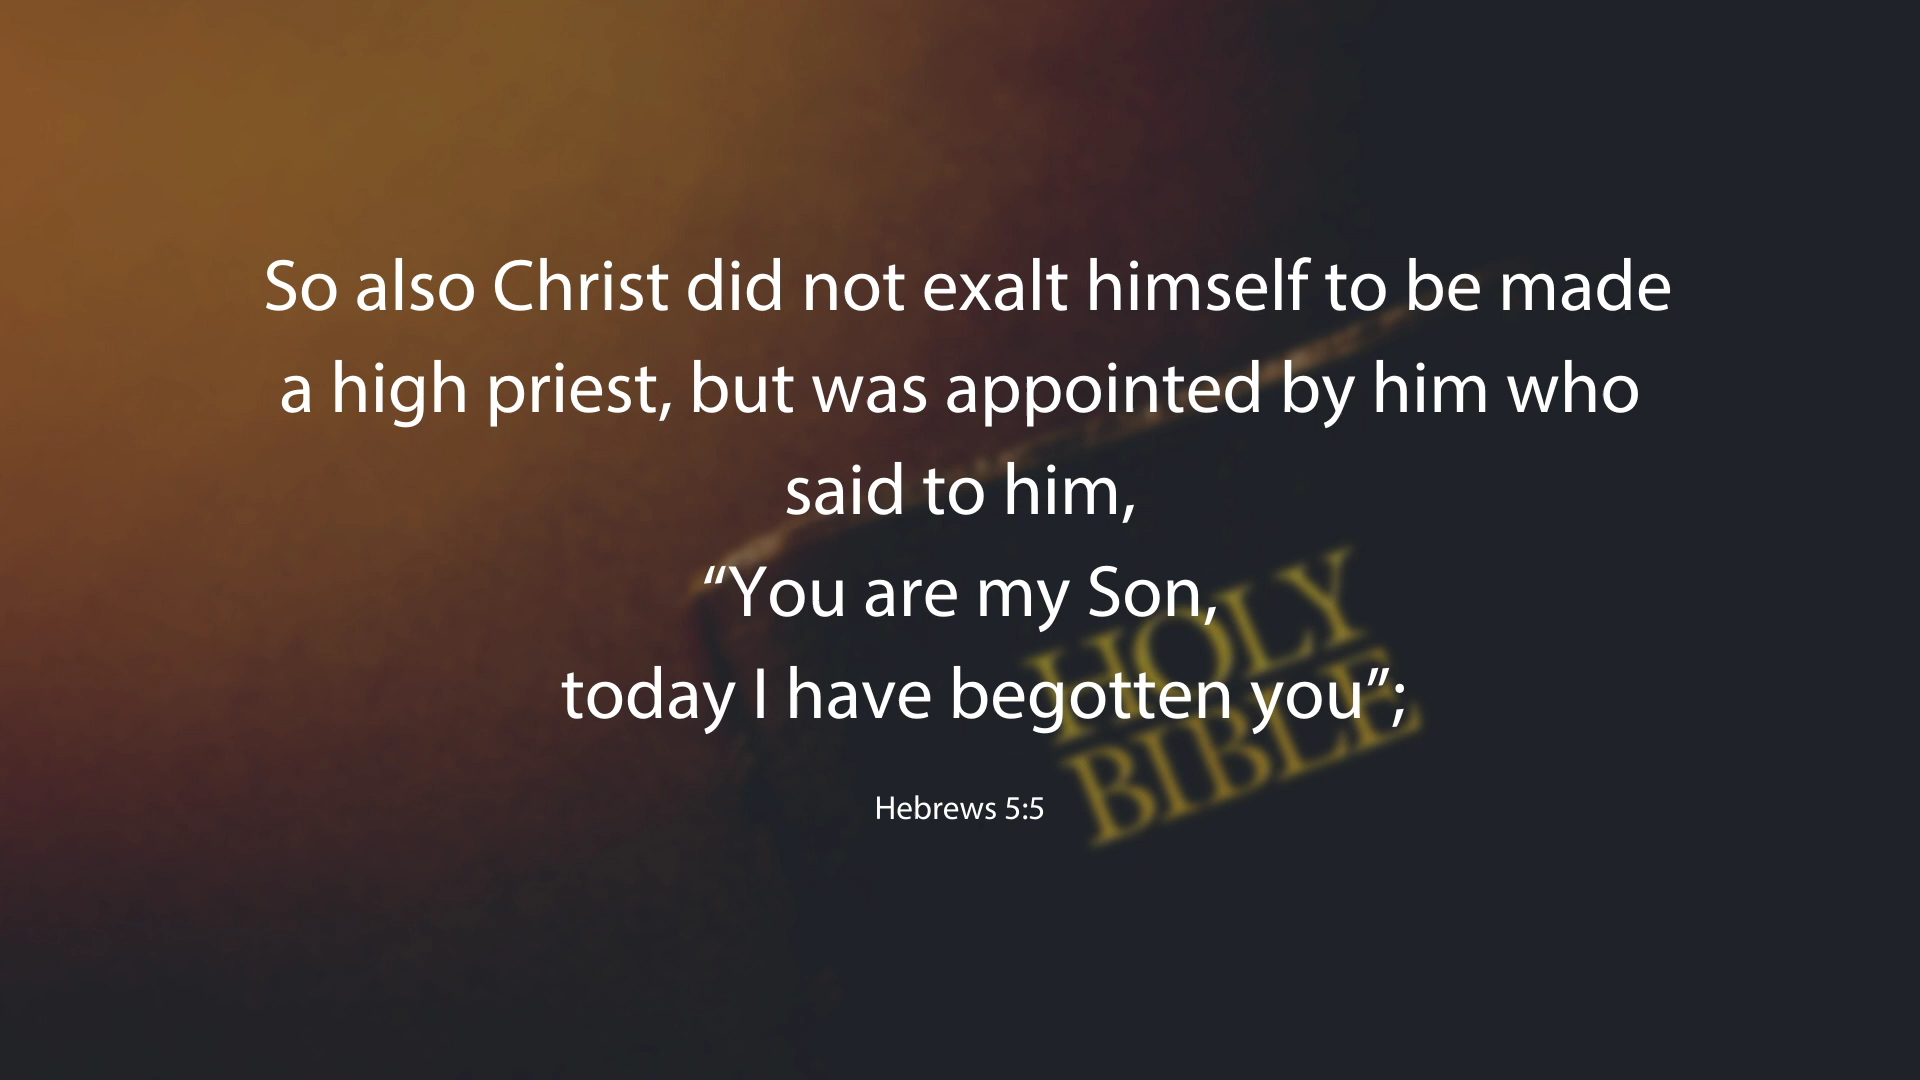 So also Christ did not exalt himself to be made
a high priest, but was appointed by him who
said to him,
“You are my Son,
today I have begotten you”;
HOLY
BIBLE
Hebrews 5:5